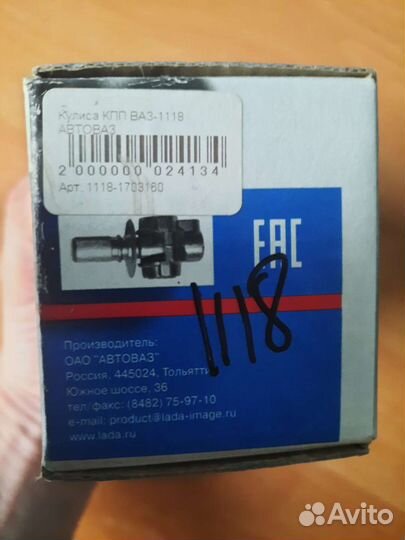 Кулиса КПП ВАЗ-1118
АВТОВАЗ
2 000000 024134
Арт. 1118-1703160
EAC
1118
Производитель:
ОАО "АВТОВАЗ"
Россия, 445024, Тольятти
Южное шоссе, 36
тел/факс: (8482) 75-97-10
e-mail: product@lada-image.ru
www.lada.ru
Avito